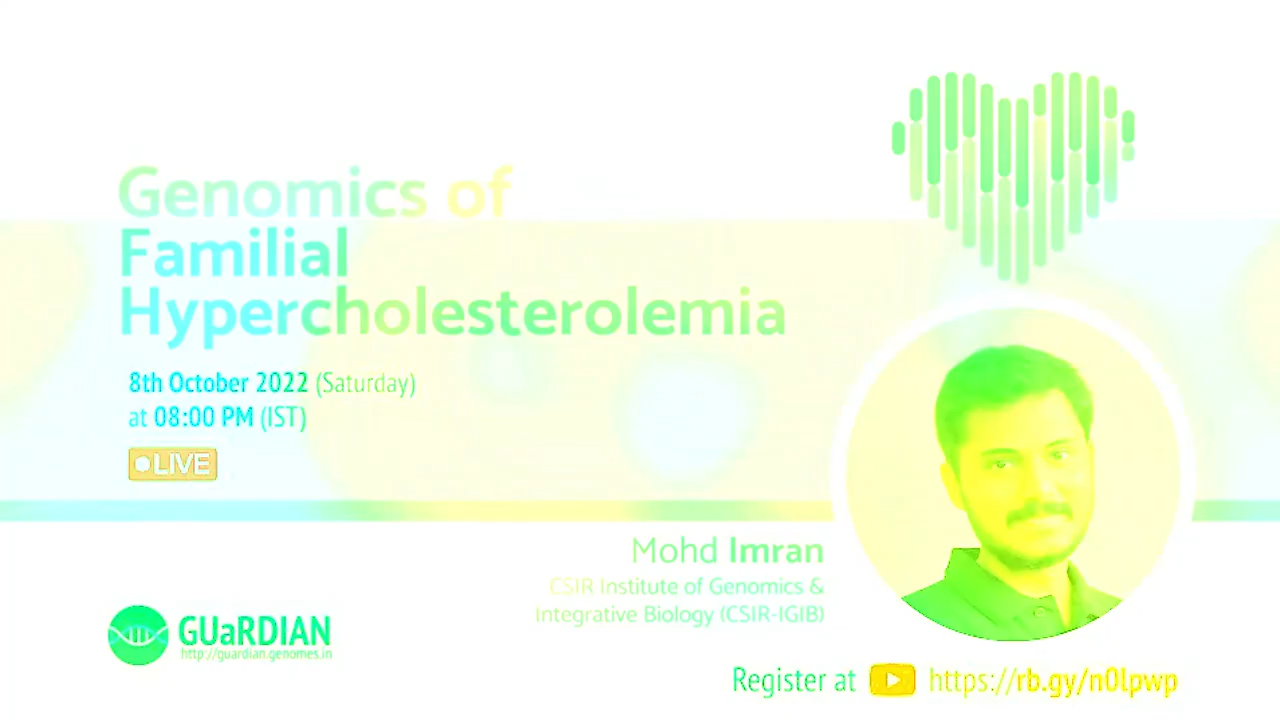 Genomics of
Familial
Hypercholesterolemia
8th October 2022 (Saturday)
at 08:00 PM (IST)
LIVE
Mohd Imran
CSIR Institute of Genomics &
Integrative Biology (CSIR-IGIB)
GUaRDIAN
http://guardian.genomes.in
Register at https://rb.gy/n0lpwp